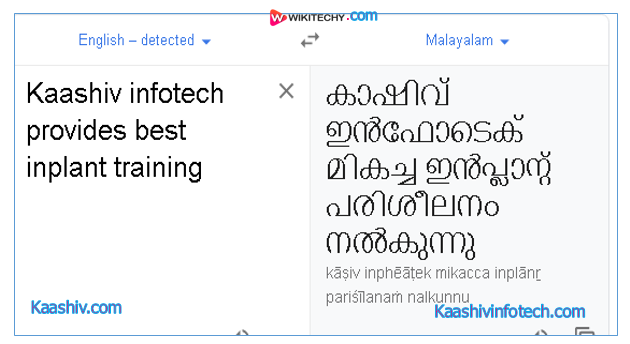 WIKITECHY.COM
English – detected
Malayalam
Kaashiv infotech
provides best
inplant training
കാഷിവ്
ഇൻഫോടെക്
മികച്ച ഇൻപ്ലാന്റ്
പരിശീലനം
നൽകുന്നു
kāṣiv inphēāṭek mikacca inplānṟ
pariśīlanaṁ nalkunnu
Kaashiv.com
Kaashivinfotech.com